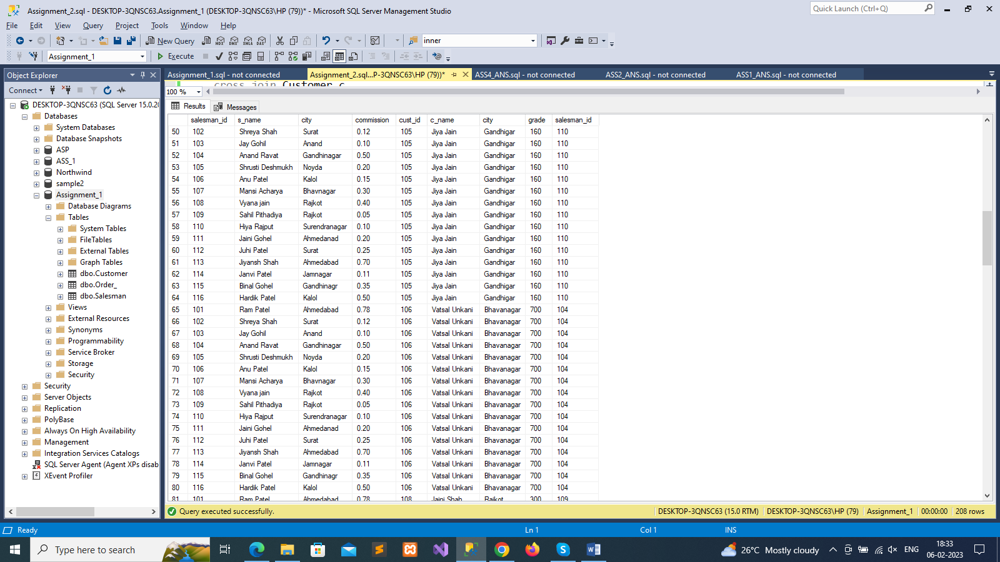 Assignment_2.sql - DESKTOP-3QNSC63.Assignment_1 (DESKTOP-3QNSC63\HP (79))* - Microsoft SQL Server Management Studio
Quick Launch (Ctrl+Q)
File Edit View Query Project Tools Window Help
New Query MDX DMX XMLA DAX inner
Assignment_1 Execute
Object Explorer
Assignment_1.sql - not connected Assignment_2.sql...P-3QNSC63\HP (79))* ASS4_ANS.sql - not connected ASS2_ANS.sql - not connected ASS1_ANS.sql - not connected
cross join Customer c
Connect
100 %
Results Messages
DESKTOP-3QNSC63 (SQL Server 15.0.20
Databases
System Databases
Database Snapshots
ASP
ASS_1
Northwind
sample2
Assignment_1
Database Diagrams
Tables
System Tables
FileTables
External Tables
Graph Tables
dbo.Customer
dbo.Order_
dbo.Salesman
Views
External Resources
Synonyms
Programmability
Service Broker
Storage
Security
Security
Server Objects
Replication
PolyBase
Always On High Availability
Management
Integration Services Catalogs
SQL Server Agent (Agent XPs disab
XEvent Profiler
salesman_id s_name city commission cust_id c_name city grade salesman_id
50 102 Shreya Shah Surat 0.12 105 Jiya Jain Gandhigar 160 110
51 103 Jay Gohil Anand 0.10 105 Jiya Jain Gandhigar 160 110
52 104 Anand Ravat Gandhinagar 0.50 105 Jiya Jain Gandhigar 160 110
53 105 Shrusti Deshmukh Noyda 0.20 105 Jiya Jain Gandhigar 160 110
54 106 Anu Patel Kalol 0.15 105 Jiya Jain Gandhigar 160 110
55 107 Mansi Acharya Bhavnagar 0.30 105 Jiya Jain Gandhigar 160 110
56 108 Vyana jain Rajkot 0.40 105 Jiya Jain Gandhigar 160 110
57 109 Sahil Pithadiya Rajkot 0.05 105 Jiya Jain Gandhigar 160 110
58 110 Hiya Rajput Surendranagar 0.10 105 Jiya Jain Gandhigar 160 110
59 111 Jaini Gohel Ahmedanad 0.20 105 Jiya Jain Gandhigar 160 110
60 112 Juhi Patel Surat 0.25 105 Jiya Jain Gandhigar 160 110
61 113 Jiyansh Shah Ahmedabad 0.70 105 Jiya Jain Gandhigar 160 110
62 114 Janvi Patel Jamnagar 0.11 105 Jiya Jain Gandhigar 160 110
63 115 Binal Gohel Gandhinagr 0.35 105 Jiya Jain Gandhigar 160 110
64 116 Hardik Patel Kalol 0.50 105 Jiya Jain Gandhigar 160 110
65 101 Ram Patel Ahmedabad 0.78 106 Vatsal Unkani Bhavanagar 700 104
66 102 Shreya Shah Surat 0.12 106 Vatsal Unkani Bhavanagar 700 104
67 103 Jay Gohil Anand 0.10 106 Vatsal Unkani Bhavanagar 700 104
68 104 Anand Ravat Gandhinagar 0.50 106 Vatsal Unkani Bhavanagar 700 104
69 105 Shrusti Deshmukh Noyda 0.20 106 Vatsal Unkani Bhavanagar 700 104
70 106 Anu Patel Kalol 0.15 106 Vatsal Unkani Bhavanagar 700 104
71 107 Mansi Acharya Bhavnagar 0.30 106 Vatsal Unkani Bhavanagar 700 104
72 108 Vyana jain Rajkot 0.40 106 Vatsal Unkani Bhavanagar 700 104
73 109 Sahil Pithadiya Rajkot 0.05 106 Vatsal Unkani Bhavanagar 700 104
74 110 Hiya Rajput Surendranagar 0.10 106 Vatsal Unkani Bhavanagar 700 104
75 111 Jaini Gohel Ahmedanad 0.20 106 Vatsal Unkani Bhavanagar 700 104
76 112 Juhi Patel Surat 0.25 106 Vatsal Unkani Bhavanagar 700 104
77 113 Jiyansh Shah Ahmedabad 0.70 106 Vatsal Unkani Bhavanagar 700 104
78 114 Janvi Patel Jamnagar 0.11 106 Vatsal Unkani Bhavanagar 700 104
79 115 Binal Gohel Gandhinagr 0.35 106 Vatsal Unkani Bhavanagar 700 104
80 116 Hardik Patel Kalol 0.50 106 Vatsal Unkani Bhavanagar 700 104
81 101 Ram Patel Ahmedabad 0.78 108 Jaini Shah Rajkot 300 109
Query executed successfully. DESKTOP-3QNSC63 (15.0 RTM) DESKTOP-3QNSC63\HP (79) Assignment_1 00:00:00 208 rows
Ready Ln 1 Col 1 INS
Type here to search 26°C Mostly cloudy ENG 18:33
06-02-2023